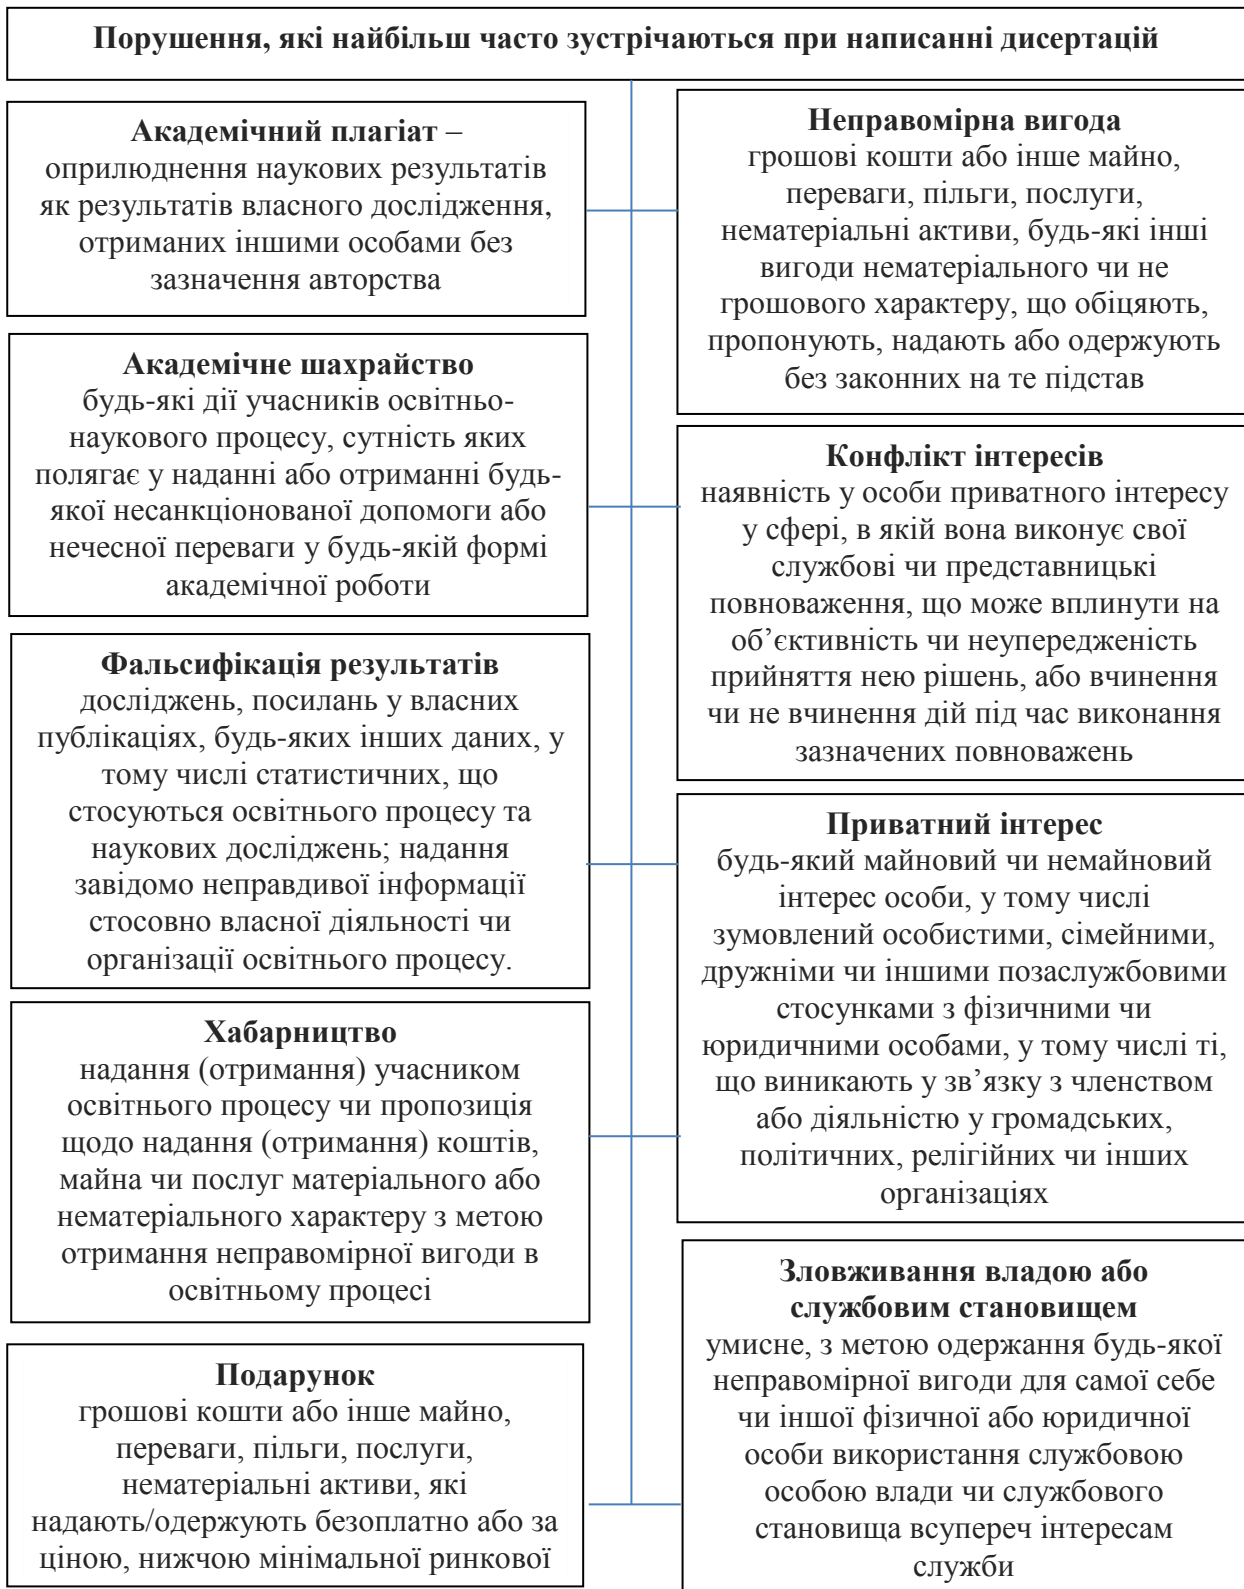 Порушення, які найбільш часто зустрічаються при написанні дисертацій
Академічний плагіат –
оприлюднення наукових результатів
як результатів власного дослідження,
отриманих іншими особами без
зазначення авторства
Академічне шахрайство
будь-які дії учасників освітньо-
наукового процесу, сутність яких
полягає у наданні або отриманні будь-
якої несанкціонованої допомоги або
нечесної переваги у будь-якій формі
академічної роботи
Фальсифікація результатів
досліджень, посилань у власних
публікаціях, будь-яких інших даних, у
тому числі статистичних, що
стосуються освітнього процесу та
наукових досліджень; надання
завідомо неправдивої інформації
стосовно власної діяльності чи
організації освітнього процесу.
Хабарництво
надання (отримання) учасником
освітнього процесу чи пропозиція
щодо надання (отримання) коштів,
майна чи послуг матеріального або
нематеріального характеру з метою
отримання неправомірної вигоди в
освітньому процесі
Подарунок
грошові кошти або інше майно,
переваги, пільги, послуги,
нематеріальні активи, які
надають/одержують безоплатно або за
ціною, нижчою мінімальної ринкової
Неправомірна вигода
грошові кошти або інше майно,
переваги, пільги, послуги,
нематеріальні активи, будь-які інші
вигоди нематеріального чи не
грошового характеру, що обіцяють,
пропонують, надають або одержують
без законних на те підстав
Конфлікт інтересів
наявність у особи приватного інтересу
у сфері, в якій вона виконує свої
службові чи представницькі
повноваження, що може вплинути на
об’єктивність чи неупередженість
прийняття нею рішень, або вчинення
чи не вчинення дій під час виконання
зазначених повноважень
Приватний інтерес
будь-який майновий чи немайновий
інтерес особи, у тому числі
зумовлений особистими, сімейними,
дружніми чи іншими позаслужбовими
стосунками з фізичними чи
юридичними особами, у тому числі ті,
що виникають у зв’язку з членством
або діяльністю у громадських,
політичних, релігійних чи інших
організаціях
Зловживання владою або
службовим становищем
умисне, з метою одержання будь-якої
неправомірної вигоди для самої себе
чи іншої фізичної або юридичної
особи використання службовою
особою влади чи службового
становища всупереч інтересам
служби